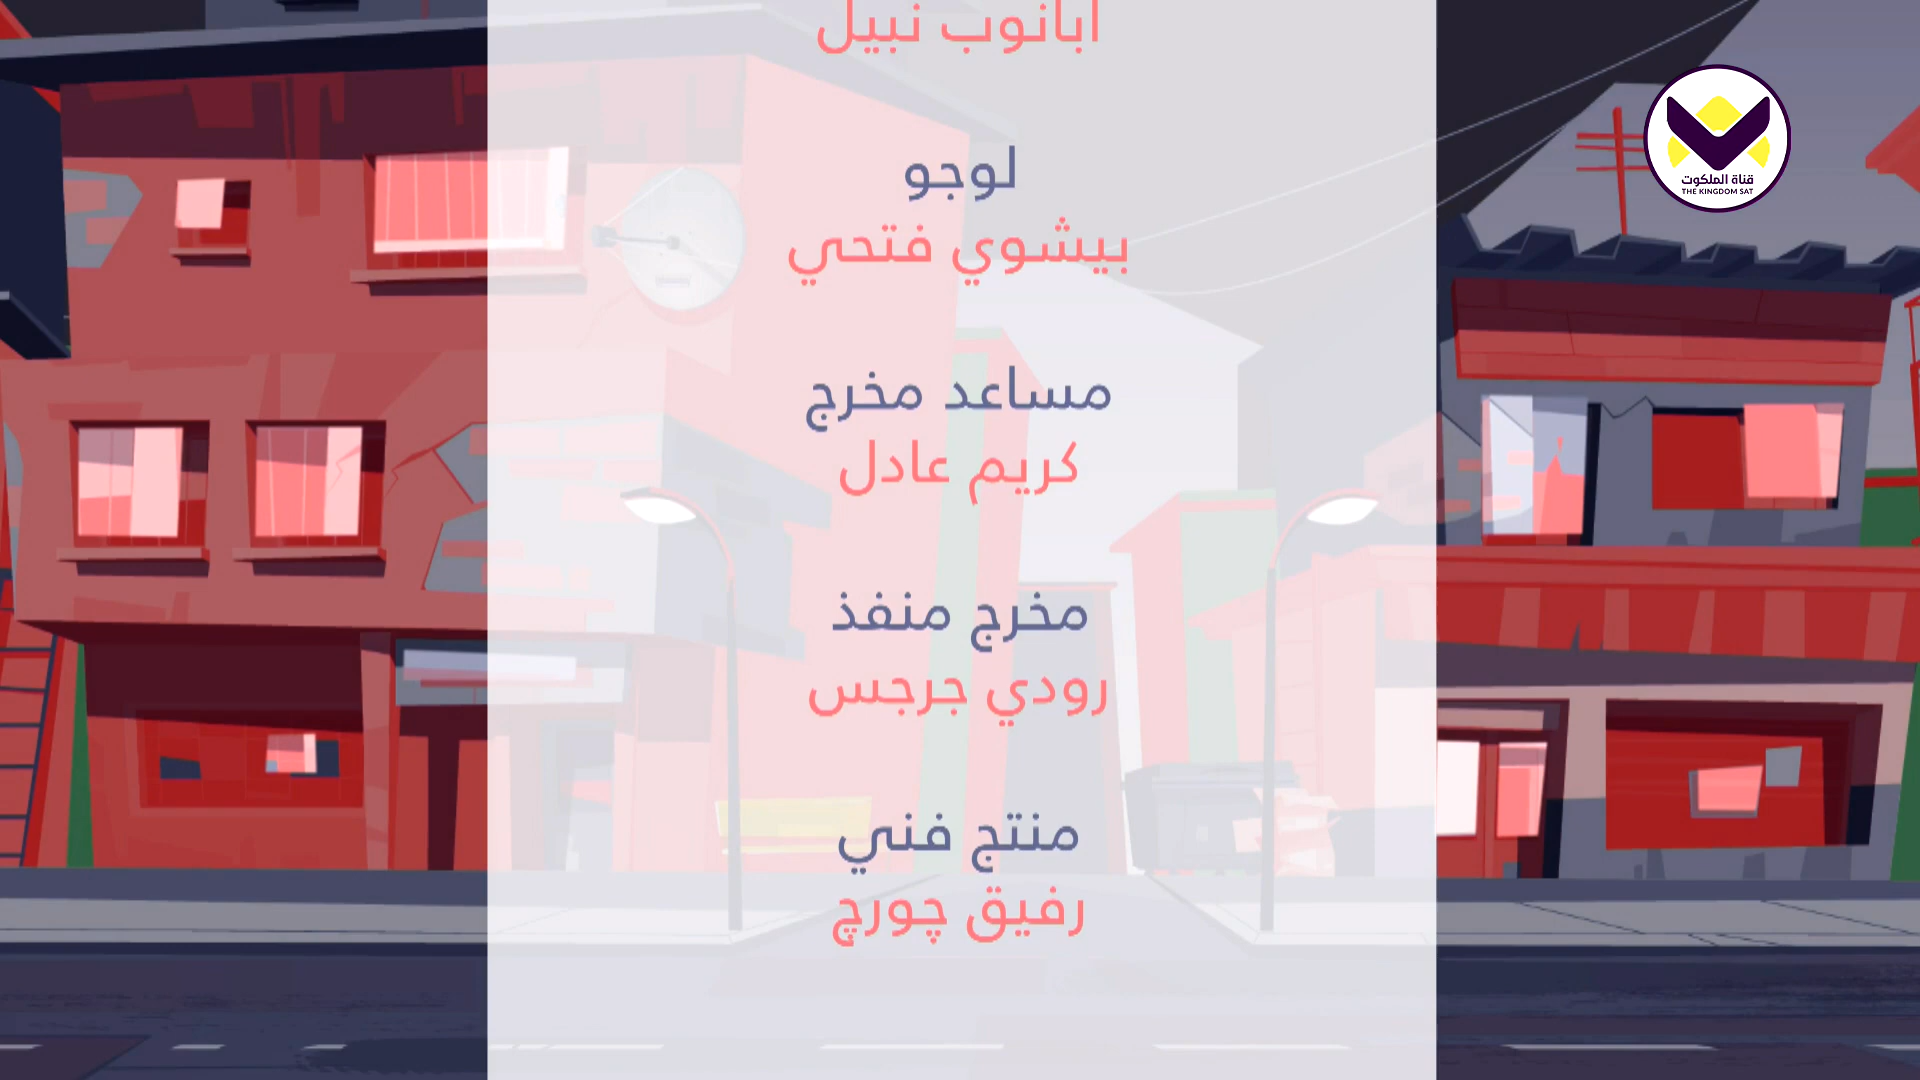 ابانوب نبيل
لوجو
بيشوي فتحي
مساعد مخرج
كريم عادل
مخرج منفذ
رودي جرجس
منتج فني
رفيق چورچ
قناة الملكوت
THE KINGDOM SAT